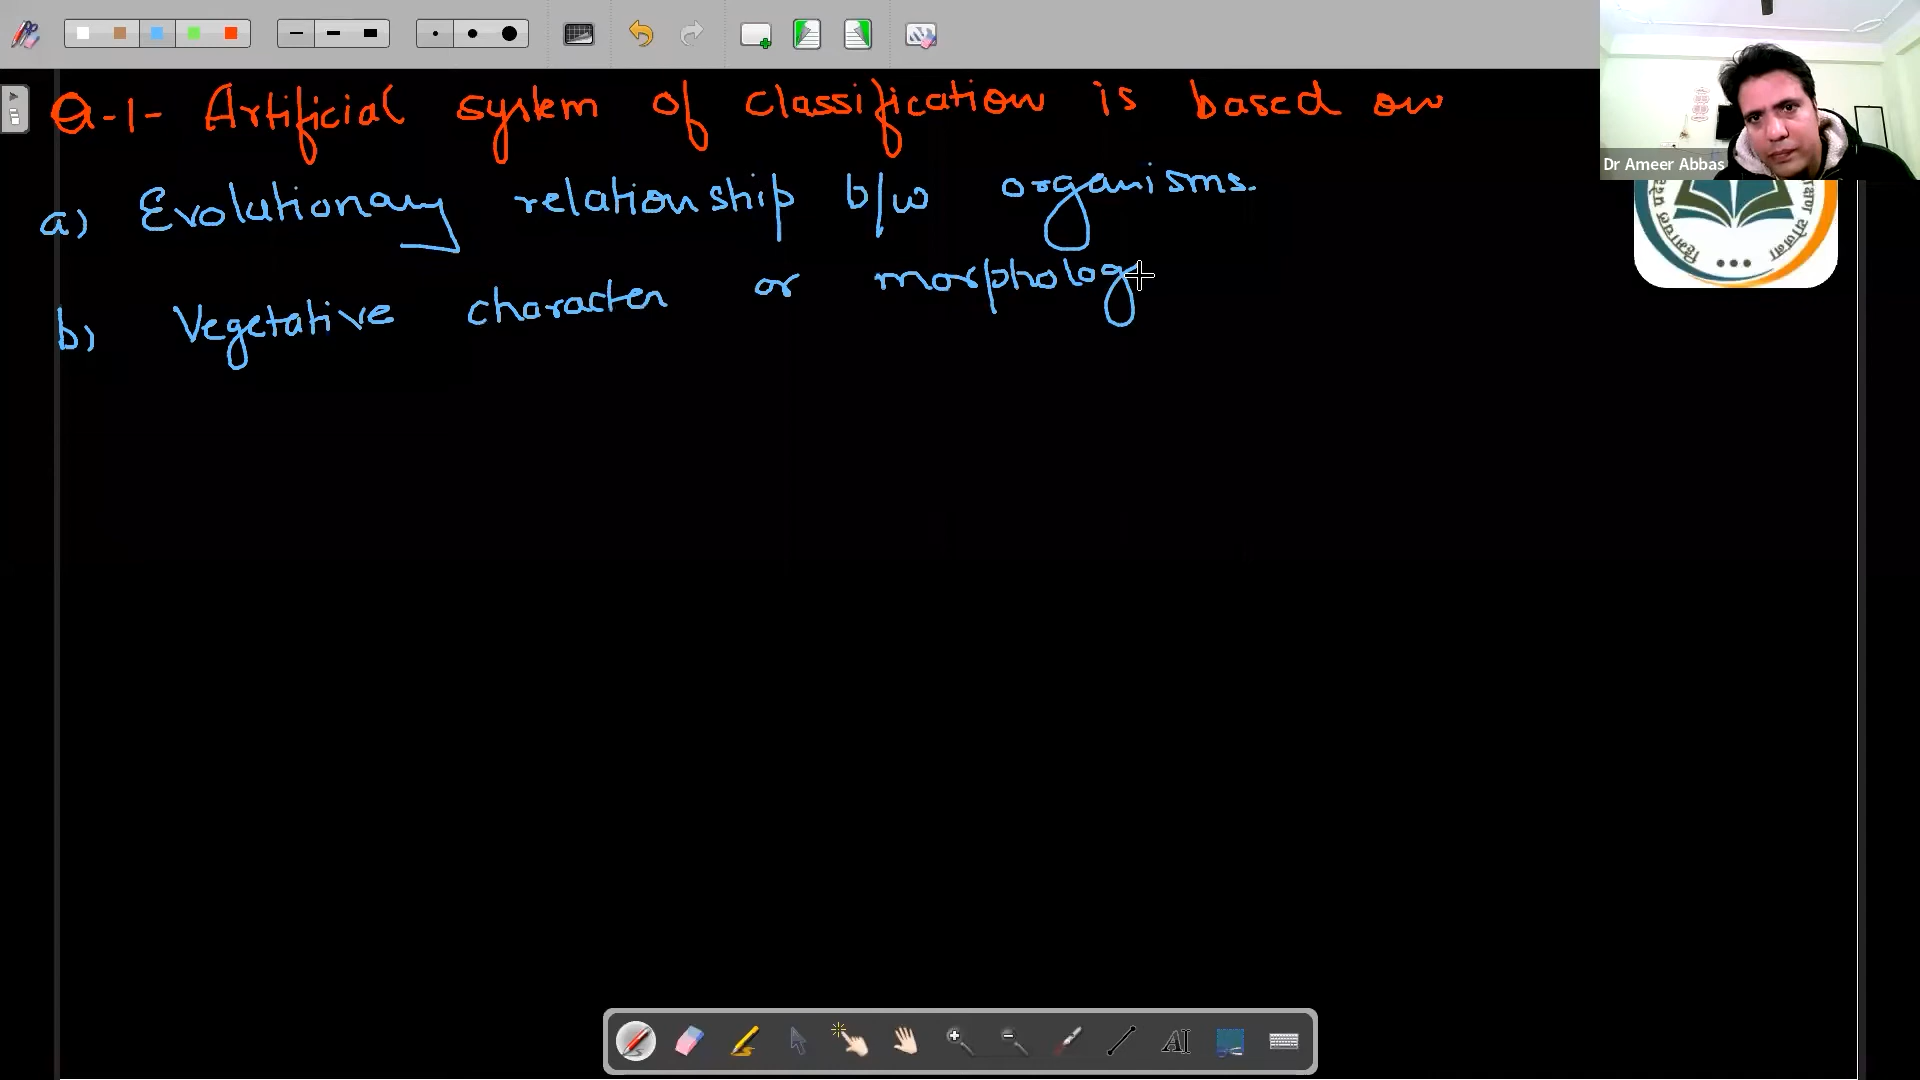 Dr Ameer Abbas
Q-1- Artificial system of classification is based on
a) Evolutionary relationship b/w organisms.
b) Vegetative character or morpholog